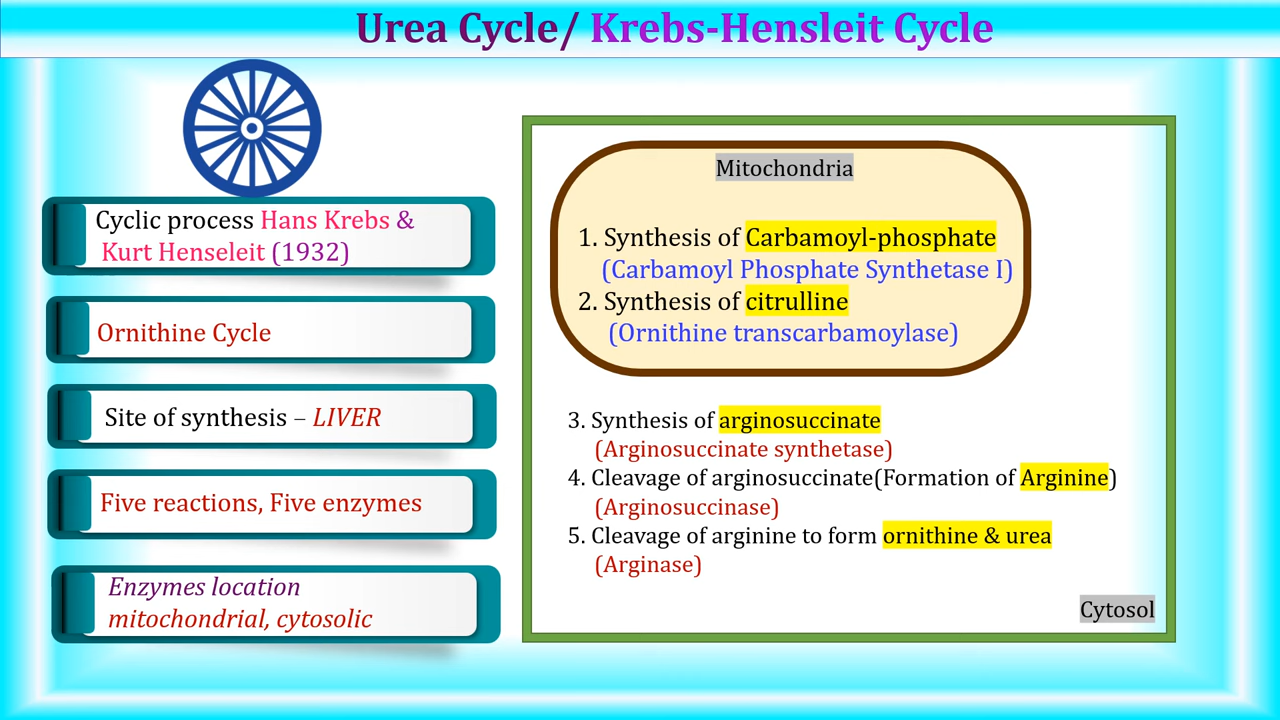 Urea Cycle/ Krebs-Hensleit Cycle
Cyclic process Hans Krebs &
Kurt Henseleit (1932)
Ornithine Cycle
Site of synthesis – LIVER
Five reactions, Five enzymes
Enzymes location
mitochondrial, cytosolic
Mitochondria
1. Synthesis of Carbamoyl-phosphate
(Carbamoyl Phosphate Synthetase I)
2. Synthesis of citrulline
(Ornithine transcarbamoylase)
3. Synthesis of arginosuccinate
(Arginosuccinate synthetase)
4. Cleavage of arginosuccinate(Formation of Arginine)
(Arginosuccinase)
5. Cleavage of arginine to form ornithine & urea
(Arginase)
Cytosol